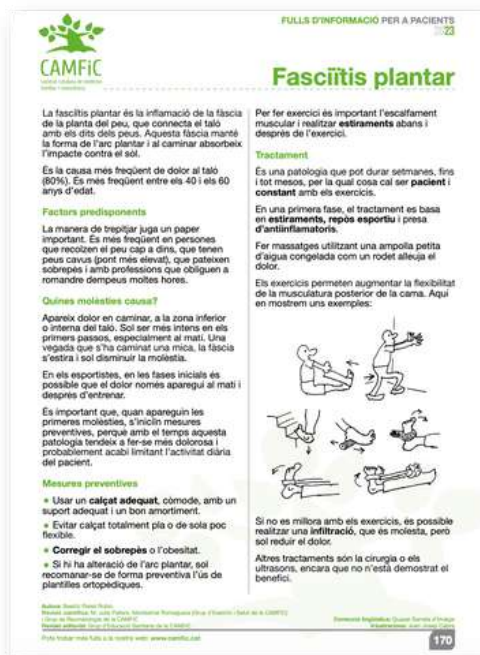 FULLS D'INFORMACIÓ PER A PACIENTS
2023
CAMFiC
Fasciïtis plantar
La fasciïtis plantar és la inflamació de la fàscia
de la planta del peu, que connecta el taló
amb els dits dels peus. Aquesta fàscia manté
la forma de l'arc plantar i al caminar absorbeix
l'impacte contra el sòl.
És la causa més freqüent de dolor al taló
(80%). És més freqüent entre els 40 i els 60
anys d'edat.
Factors predisponents
La manera de trepitjar juga un paper
important. És més freqüent en persones
que recolzen el peu cap a dins, que tenen
peus cavus (pont més elevat), que pateixen
sobrepès i amb professions que obliguen a
romandre dempeus moltes hores.
Quines molèsties causa?
Apareix dolor en caminar, a la zona inferior
o interna del taló. Sol ser més intens en els
primers passos, especialment al matí. Una
vegada que s'ha caminat una mica, la fàscia
s'estira i sol disminuir la molèstia.
En els esportistes, en les fases inicials és
possible que el dolor només aparegui al matí i
després d'entrenar.
És important que, quan apareguin les
primeres molèsties, s'iniciïn mesures
preventives, perquè amb el temps aquesta
patologia tendeix a fer-se més dolorosa i
probablement acabi limitant l'activitat diària
del pacient.
Mesures preventives
• Usar un calçat adequat, còmode, amb un
suport adequat i un bon amortiment.
• Evitar calçat totalment pla o de sola poc
flexible.
• Corregir el sobrepès o l'obesitat.
• Si hi ha alteració de l'arc plantar, sol
recomanar-se de forma preventiva l'ús de
plantilles ortopèdiques.
Per fer exercici és important l'escalfament
muscular i realitzar estiraments abans i
després de l'exercici.
Tractament
És una patologia que pot durar setmanes, fins
i tot mesos, per la qual cosa cal ser pacient i
constant amb els exercicis.
En una primera fase, el tractament es basa
en estiraments, repòs esportiu i presa
d'antiinflamatoris.
Fer massatges utilitzant una ampolla petita
d'aigua congelada com un rodet alleuja el
dolor.
Els exercicis permeten augmentar la flexibilitat
de la musculatura posterior de la cama. Aquí
en mostrem uns exemples:
Si no es millora amb els exercicis, és possible
realitzar una infiltració, que és molesta, però
sol reduir el dolor.
Altres tractaments són la cirurgia o els
ultrasons, encara que no n'està demostrat el
benefici.
Pots trobar més fulls a la nostra web: www.camfic.cat
170